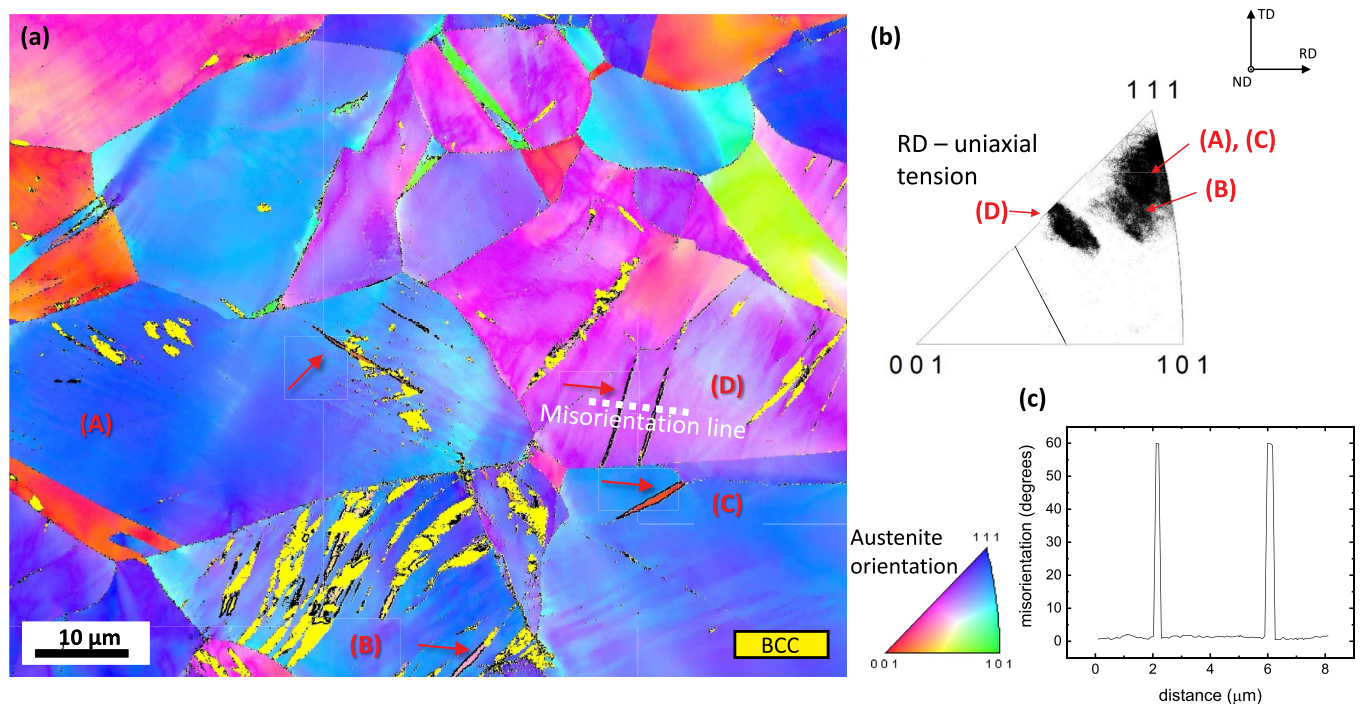 (a)
(A)
(D)
Misorientation line
(C)
(B)
10 μm
BCC
(b)
TD
RD
ND
1 1 1
RD – uniaxial
tension
(A), (C)
(B)
(D)
0 0 1
1 0 1
Austenite
orientation
1 1 1
0 0 1
1 0 1
(c)
60
50
40
30
20
10
0
misorientation (degrees)
0 2 4 6 8
distance (μm)